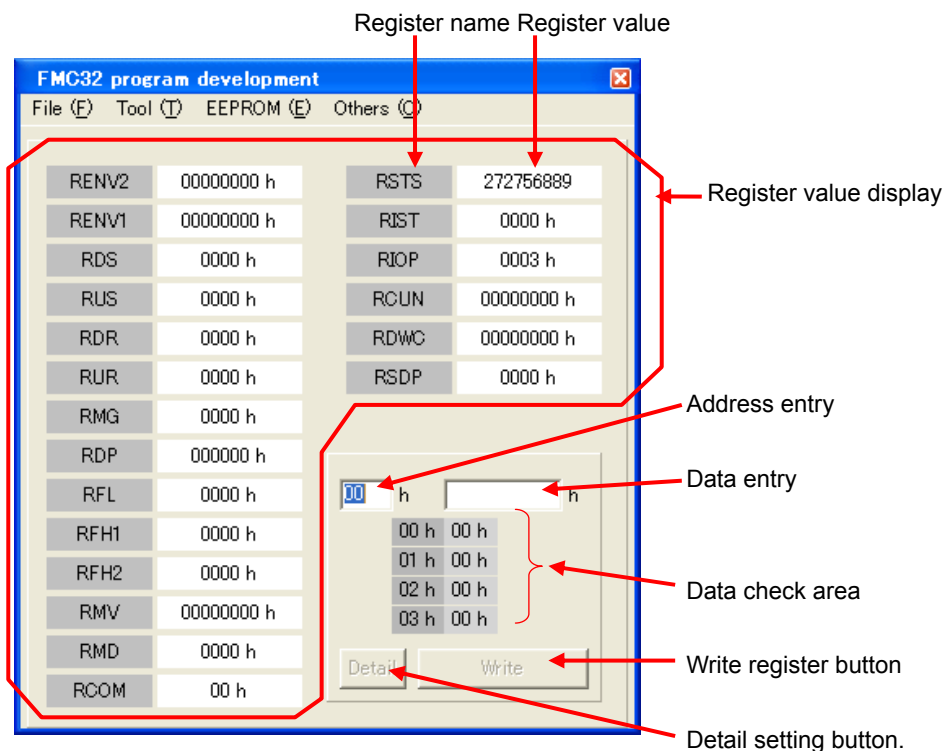 Register name Register value
FMC32 program development
File (F) Tool (T) EEPROM (E) Others (O)
RENV2 00000000 h RSTS 272756889
Register value display
RENV1 00000000 h RIST 0000 h
RDS 0000 h RIOP 0003 h
RUS 0000 h RCUN 00000000 h
RDR 0000 h RDWC 00000000 h
RUR 0000 h RSDP 0000 h
RMG 0000 h
Address entry
RDP 000000 h
RFL 0000 h 00 h h
Data entry
RFH1 0000 h 00 h 00 h
01 h 00 h
RFH2 0000 h 02 h 00 h
Data check area
RMV 00000000 h 03 h 00 h
RMD 0000 h Detail Write
Write register button
RCOM 00 h
Detail setting button.